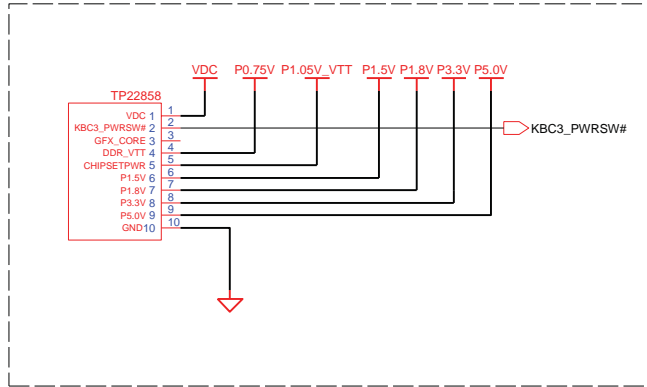 VDC P0.75V P1.05V_VTT P1.5V P1.8V P3.3V P5.0V
TP22858
VDC 1 1
KBC3_PWRSW# 2 2 KBC3_PWRSW#
GFX_CORE 3 3
DDR_VTT 4 4
CHIPSETPWR 5 5
P1.5V 6 6
P1.8V 7 7
P3.3V 8 8
P5.0V 9 9
GND 10 10